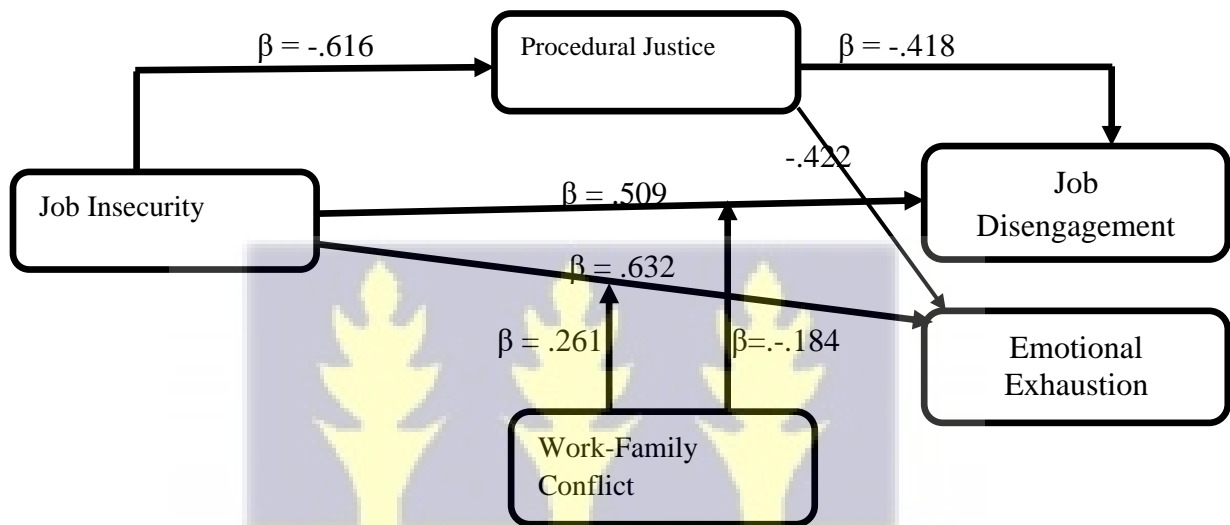 β = -.616
Procedural Justice
β = -.418
-.422
Job Insecurity
β = .509
Job
Disengagement
β = .632
β = .261
β=.-.184
Emotional
Exhaustion
Work-Family
Conflict